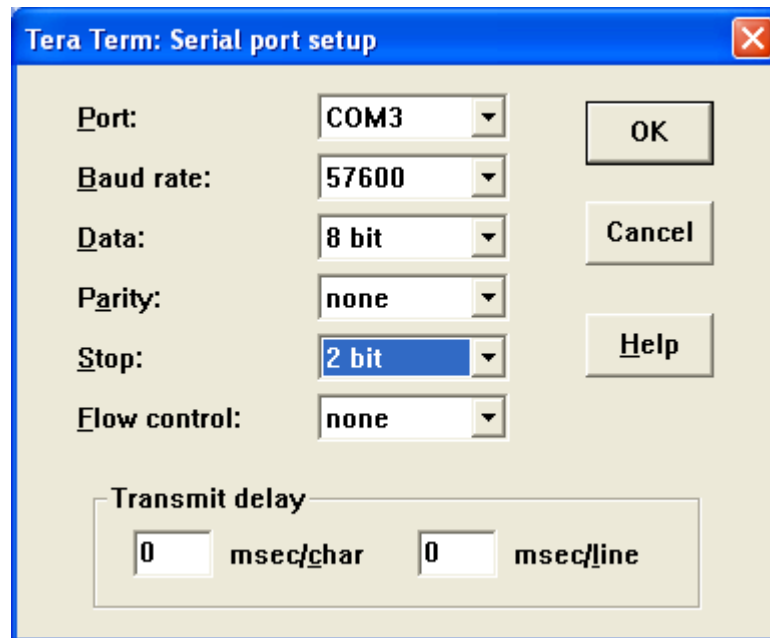 Tera Term: Serial port setup
Port: COM3 OK
Baud rate: 57600
Data: 8 bit Cancel
Parity: none
Stop: 2 bit Help
Flow control: none
Transmit delay
0 msec/char 0 msec/line